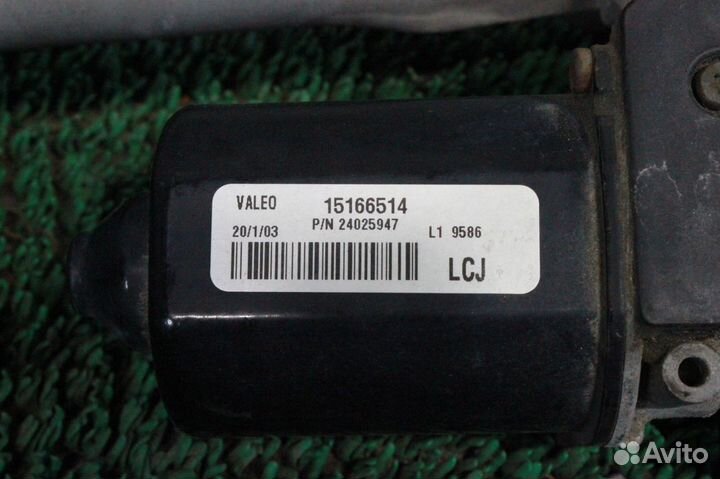 VALEO 15166514
20/1/03 P/N 24025947 L1 9586
LCJ
Avito